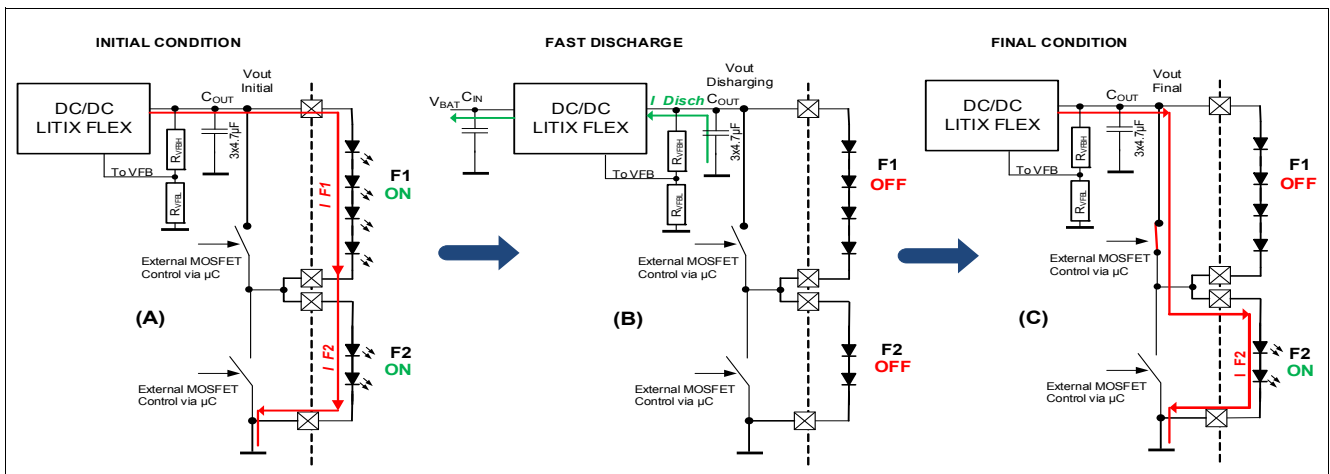 INITIAL CONDITION
DC/DC
LITIX FLEX
COUT
Vout
Initial
3x4.7µF
RVFBH
To VFB
RVFBL
I F1
F1
ON
External MOSFET
Control via µC
(A)
I F2
F2
ON
External MOSFET
Control via µC
FAST DISCHARGE
VBAT
CIN
DC/DC
LITIX FLEX
I Disch
COUT
Vout
Disharging
3x4.7µF
RVFBH
To VFB
RVFBL
F1
OFF
External MOSFET
Control via µC
(B)
F2
OFF
External MOSFET
Control via µC
FINAL CONDITION
DC/DC
LITIX FLEX
COUT
Vout
Final
3x4.7µF
RVFBH
To VFB
RVFBL
F1
OFF
External MOSFET
Control via µC
(C)
I F2
F2
ON
External MOSFET
Control via µC